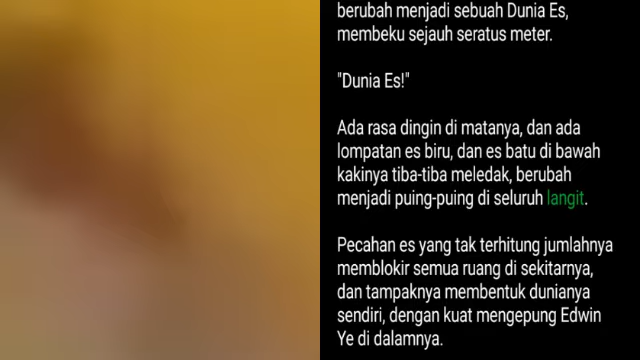 berubah menjadi sebuah Dunia Es,
membeku sejauh seratus meter.
"Dunia Es!"
Ada rasa dingin di matanya, dan ada
lompatan es biru, dan es batu di bawah
kakinya tiba-tiba meledak, berubah
menjadi puing-puing di seluruh langit.
Pecahan es yang tak terhitung jumlahnya
memblokir semua ruang di sekitarnya,
dan tampaknya membentuk dunianya
sendiri, dengan kuat mengepung Edwin
Ye di dalamnya.